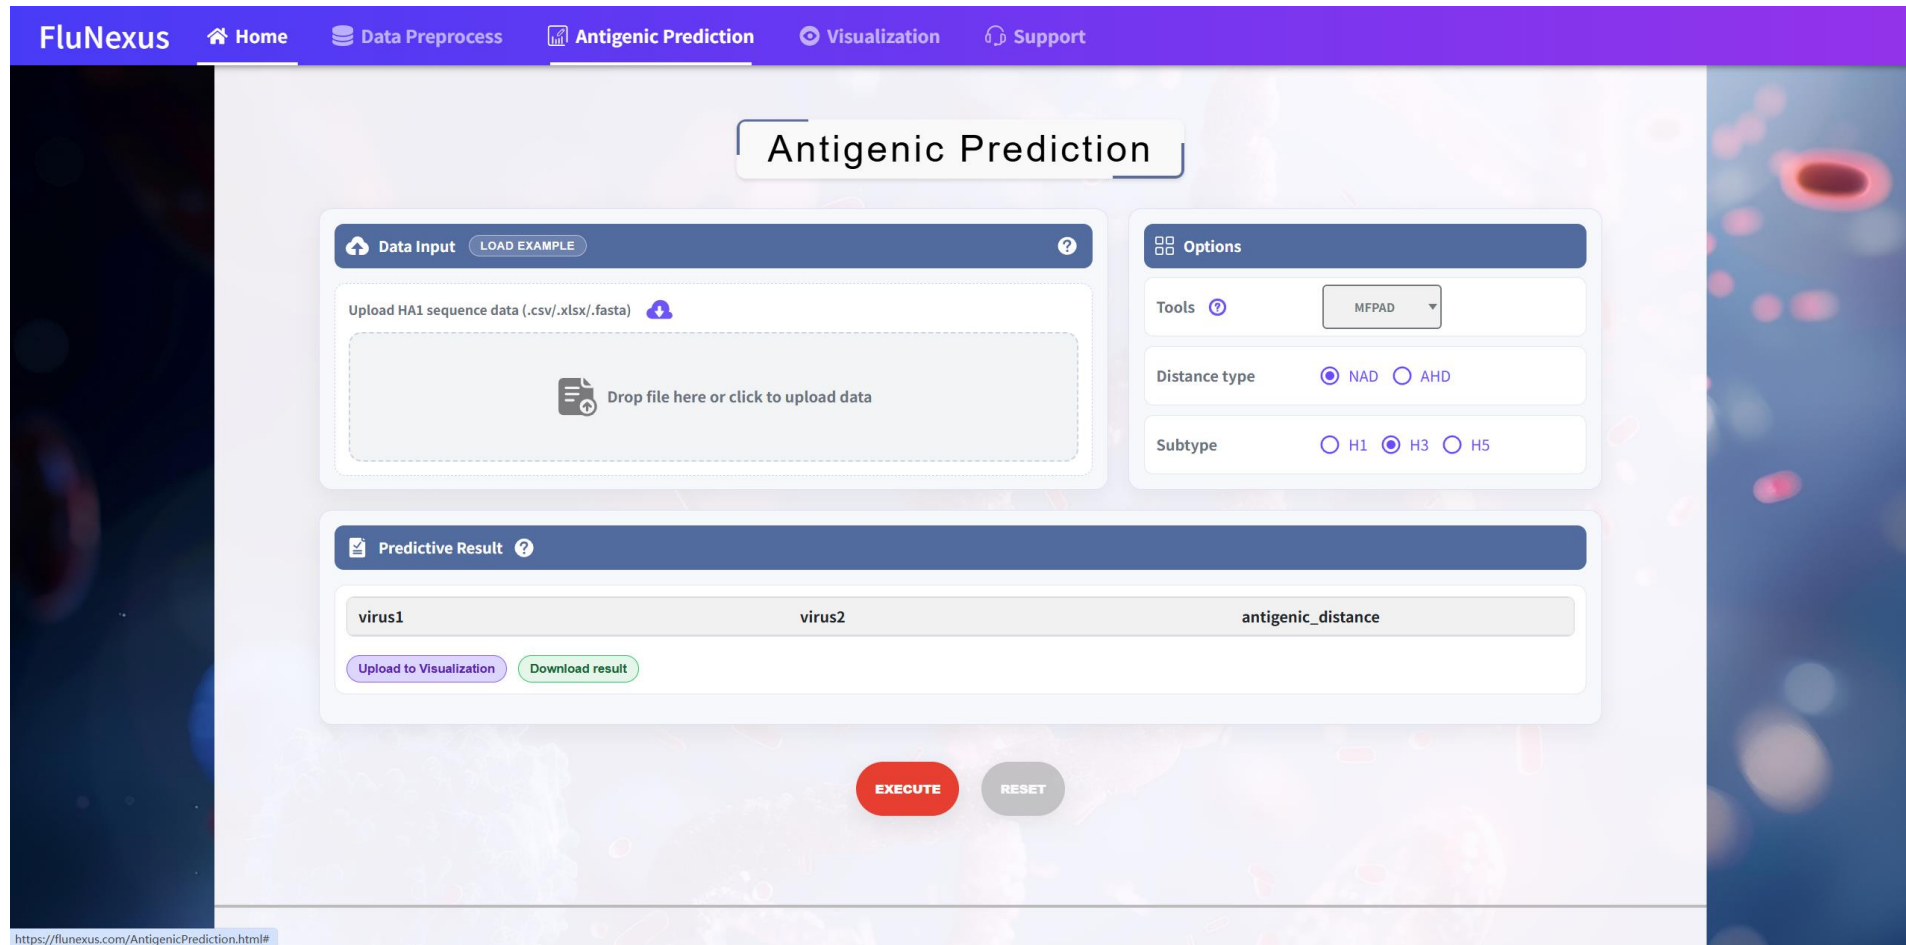 FluNexus Home Data Preprocess Antigenic Prediction Visualization Support
Antigenic Prediction
Data Input LOAD EXAMPLE ?
Upload HA1 sequence data (.csv/.xlsx/.fasta)
Drop file here or click to upload data
Options
Tools ? MFPAD
Distance type NAD AHD
Subtype H1 H3 H5
Predictive Result ?
virus1 virus2 antigenic_distance
Upload to Visualization Download result
EXECUTE RESET
https://flunexus.com/AntigenicPrediction.html#